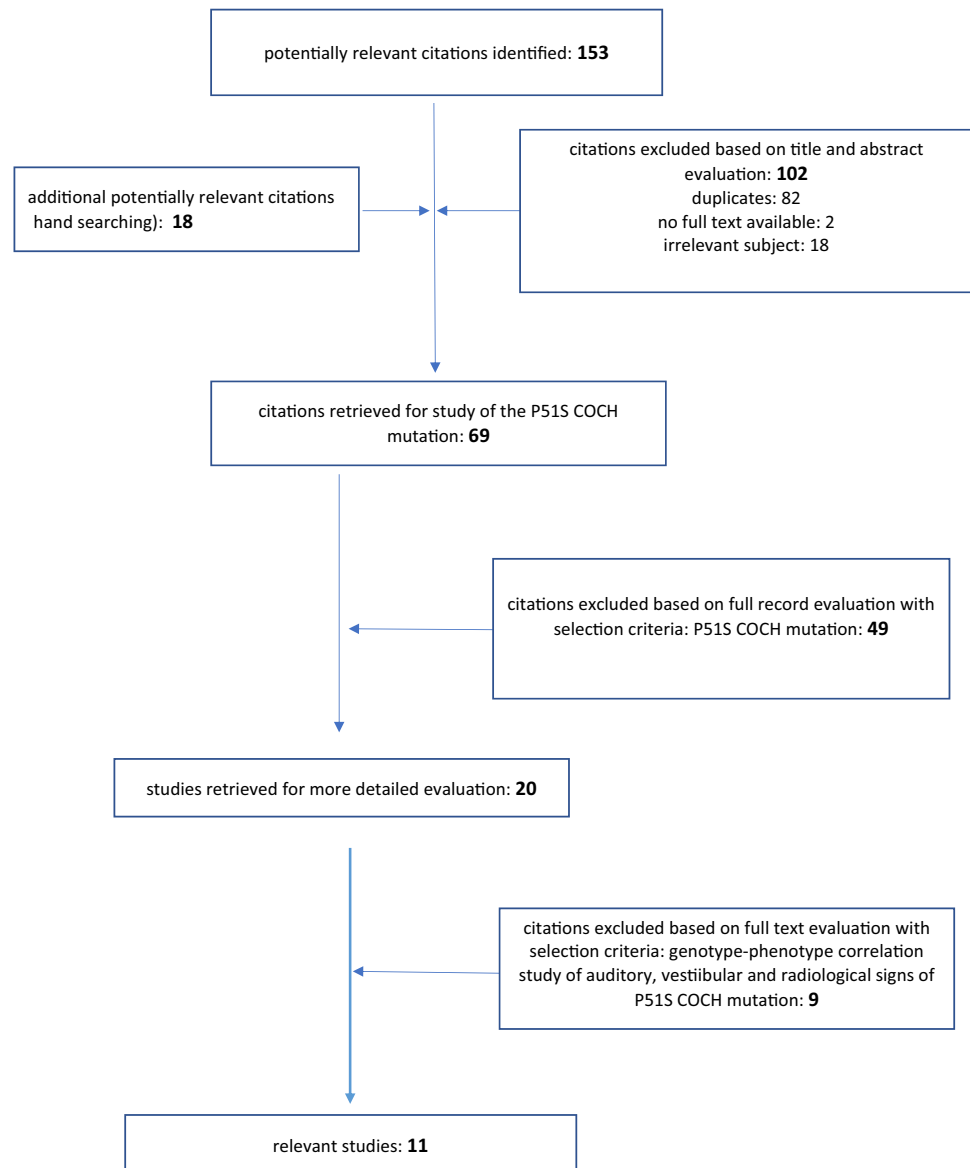 potentially relevant citations identified: 153
citations excluded based on title and abstract
evaluation: 102
duplicates: 82
no full text available: 2
irrelevant subject: 18
additional potentially relevant citations
hand searching): 18
citations retrieved for study of the P51S COCH
mutation: 69
citations excluded based on full record evaluation with
selection criteria: P51S COCH mutation: 49
studies retrieved for more detailed evaluation: 20
citations excluded based on full text evaluation with
selection criteria: genotype-phenotype correlation
study of auditory, vestiibular and radiological signs of
P51S COCH mutation: 9
relevant studies: 11